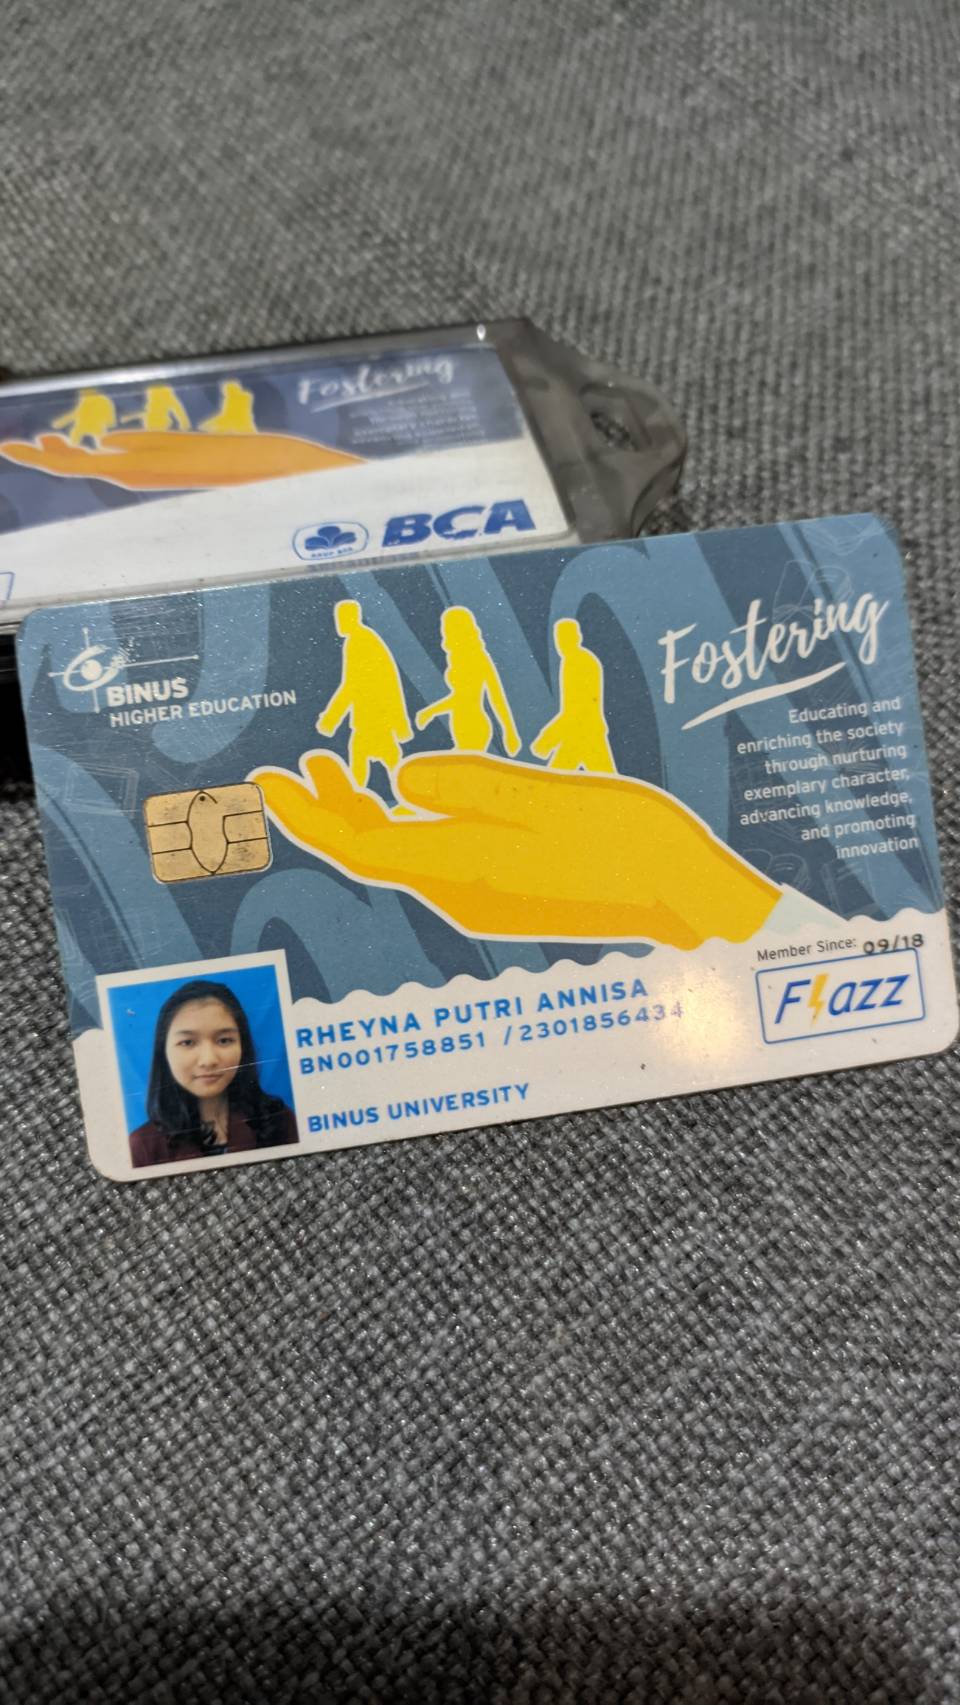 Fostering
BCA
BINUS
HIGHER EDUCATION
Fostering
Educating and
enriching the society
through nurturing
exemplary character,
advancing knowledge,
and promoting
innovation
Member Since: 09/18
Flazz
RHEYNA PUTRI ANNISA
BN001758851 / 2301856434
BINUS UNIVERSITY